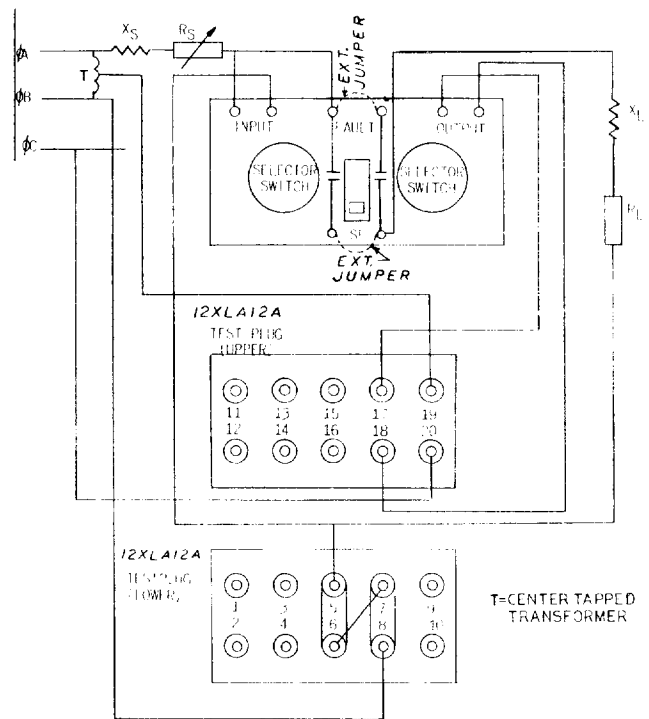 X_S R_S
φA
T
φB
φC
EXT. JUMPER
INPUT FAULT OUTPUT
SELECTOR SWITCH
SELECTOR SWITCH
X_L
R_L
EXT. JUMPER
12XLA12A
TEST PLUG
(UPPER)
11 13 15 17 19
12 14 16 18 20
12XLA12A
TEST PLUG
(LOWER)
1 3 5 7 9
2 4 6 8 10
T=CENTER TAPPED
TRANSFORMER